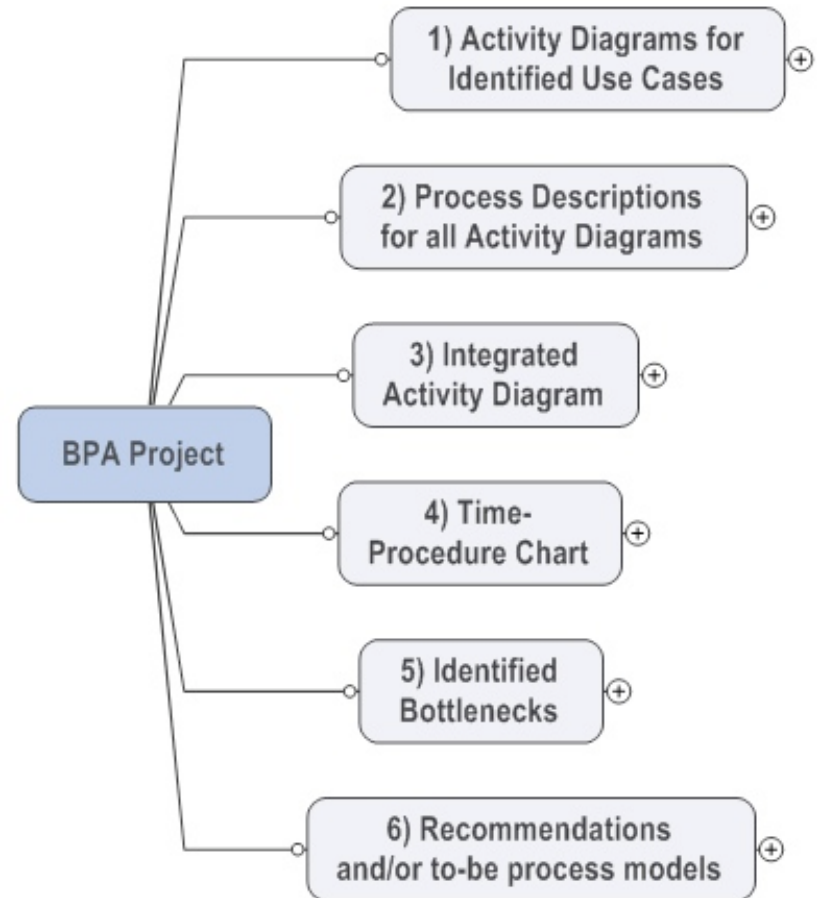 1) Activity Diagrams for
Identified Use Cases
2) Process Descriptions
for all Activity Diagrams
3) Integrated
Activity Diagram
BPA Project
4) Time-
Procedure Chart
5) Identified
Bottlenecks
6) Recommendations
and/or to-be process models